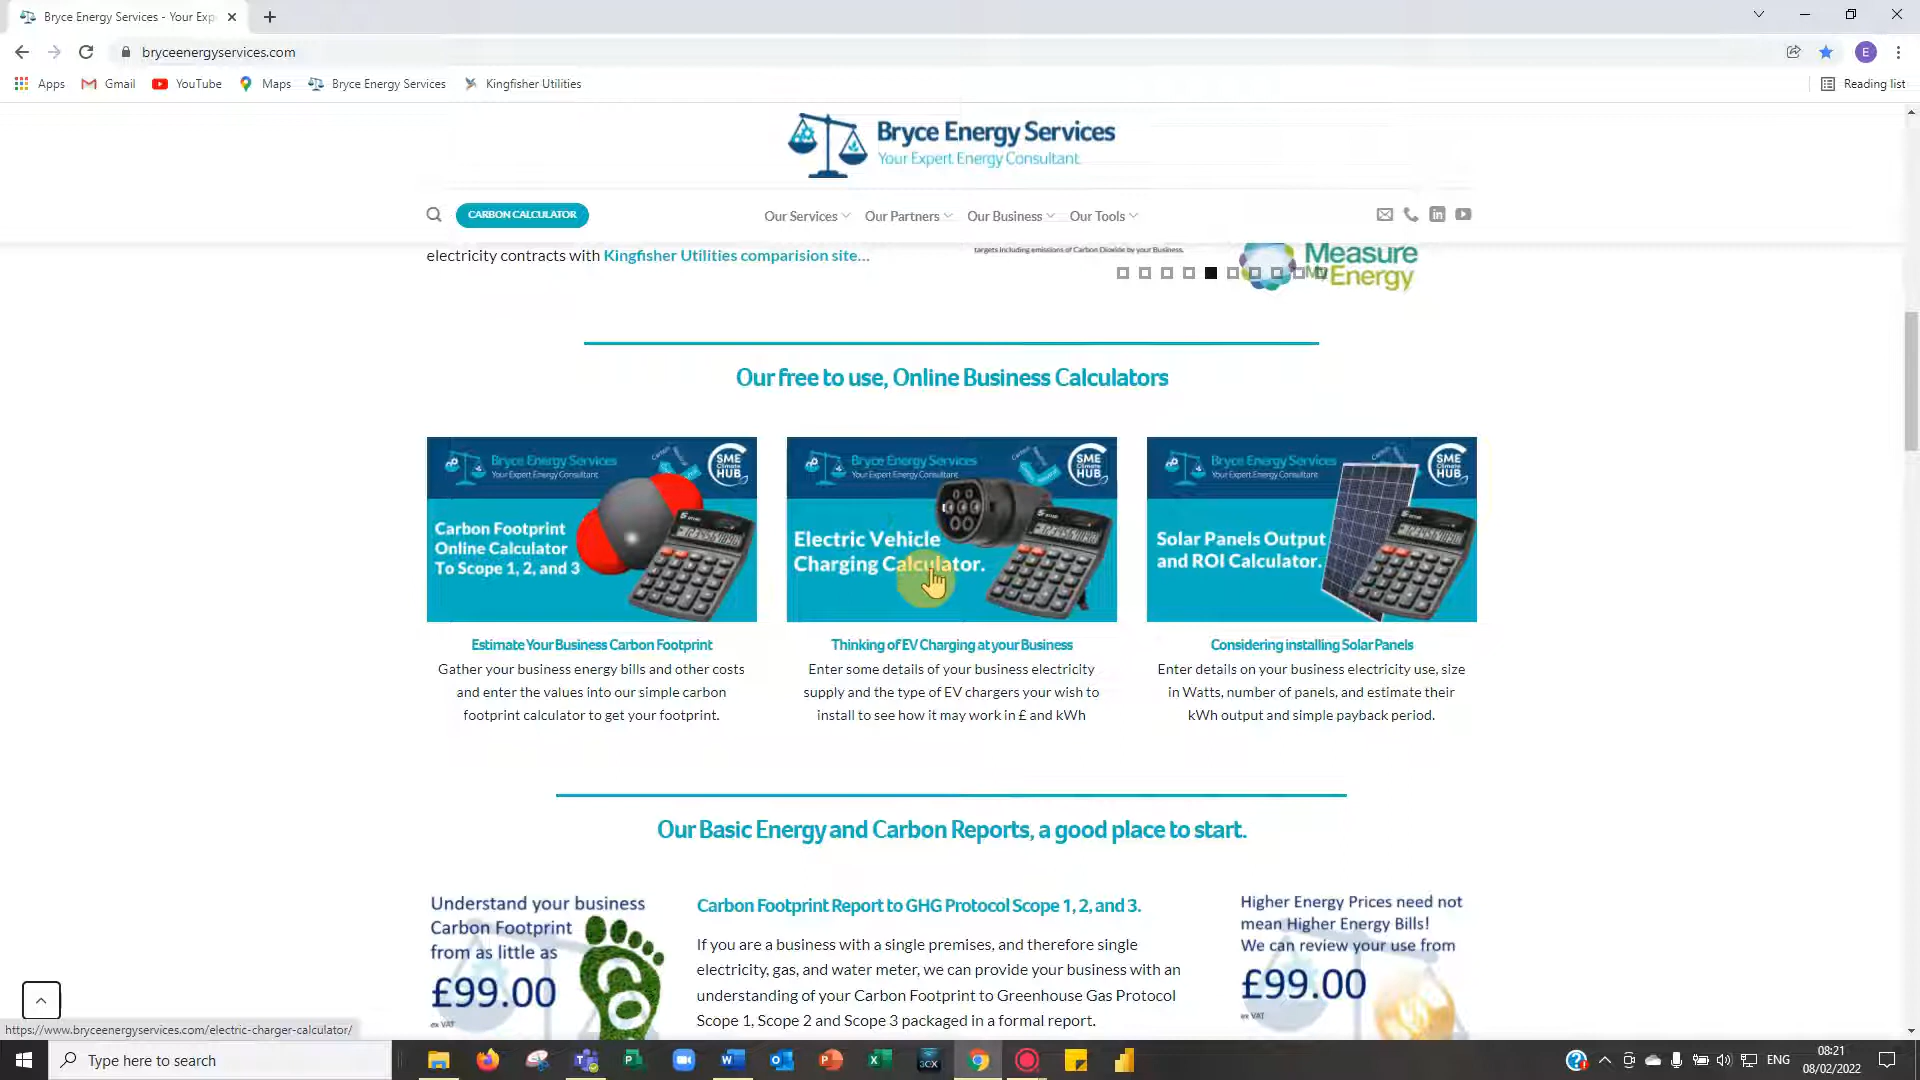 Bryce Energy Services - Your Exp
bryceenergyservices.com
E
Apps
Gmail
YouTube
Maps
Bryce Energy Services
Kingfisher Utilities
Reading list
Bryce Energy Services
Your Expert Energy Consultant
CARBON CALCULATOR
Our Services
Our Partners
Our Business
Our Tools
electricity contracts with Kingfisher Utilities comparision site...
targets including emissions of Carbon Dioxide by your Business.
Measure
My Energy
Our free to use, Online Business Calculators
Bryce Energy Services
Your Expert Energy Consultant
SME
Climate
HUB
Carbon Footprint
Online Calculator
To Scope 1, 2, and 3
Bryce Energy Services
Your Expert Energy Consultant
SME
Climate
HUB
Electric Vehicle
Charging Calculator.
Bryce Energy Services
Your Expert Energy Consultant
SME
Climate
HUB
Solar Panels Output
and ROI Calculator.
Estimate Your Business Carbon Footprint
Gather your business energy bills and other costs
and enter the values into our simple carbon
footprint calculator to get your footprint.
Thinking of EV Charging at your Business
Enter some details of your business electricity
supply and the type of EV chargers your wish to
install to see how it may work in £ and kWh
Considering installing Solar Panels
Enter details on your business electricity use, size
in Watts, number of panels, and estimate their
kWh output and simple payback period.
Our Basic Energy and Carbon Reports, a good place to start.
Understand your business
Carbon Footprint
from as little as
£99.00
ex VAT
Carbon Footprint Report to GHG Protocol Scope 1, 2, and 3.
If you are a business with a single premises, and therefore single
electricity, gas, and water meter, we can provide your business with an
understanding of your Carbon Footprint to Greenhouse Gas Protocol
Scope 1, Scope 2 and Scope 3 packaged in a formal report.
Higher Energy Prices need not
mean Higher Energy Bills!
We can review your use from
£99.00
ex VAT
https://www.bryceenergyservices.com/electric-charger-calculator/
Type here to search
3CX
ENG
08:21
08/02/2022